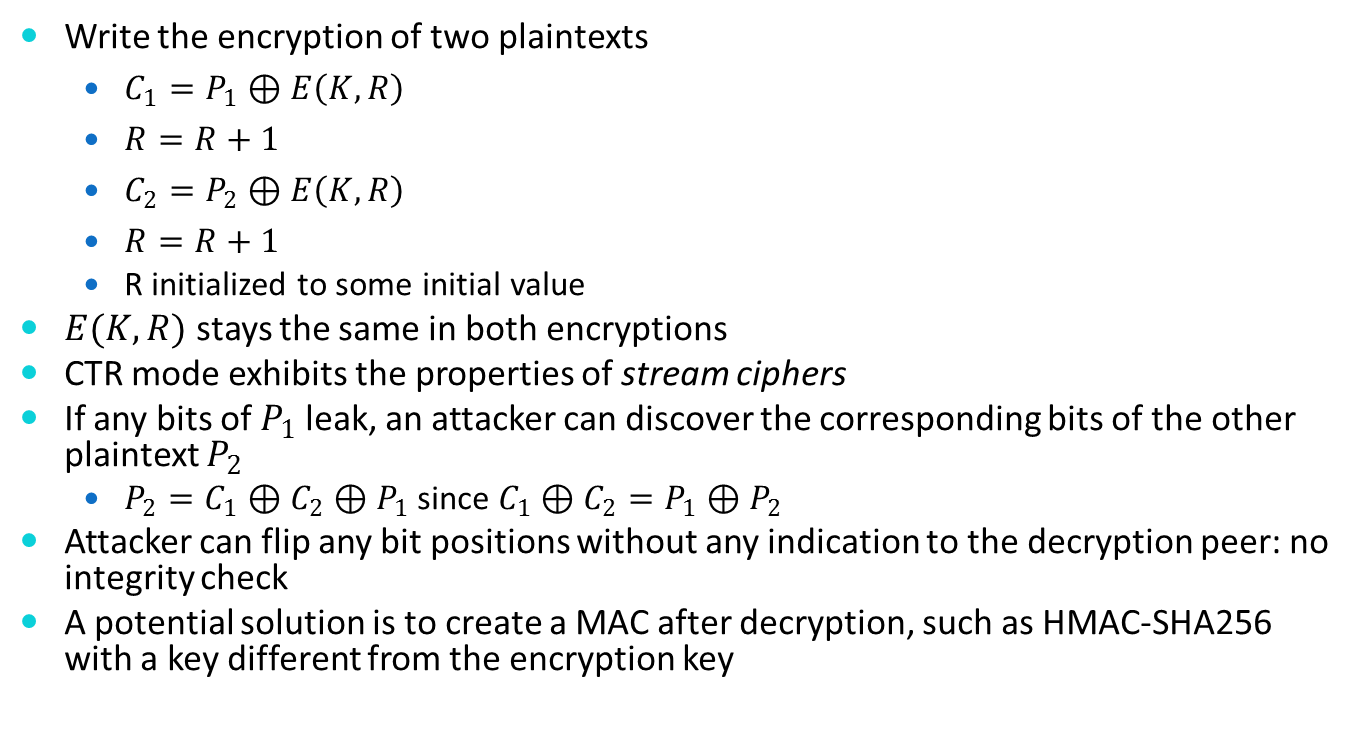 Write the encryption of two plaintexts
C₁ = P₁ ⊕ E(K, R)
R = R + 1
C₂ = P₂ ⊕ E(K, R)
R = R + 1
R initialized to some initial value
E(K, R) stays the same in both encryptions
CTR mode exhibits the properties of stream ciphers
If any bits of P₁ leak, an attacker can discover the corresponding bits of the other
plaintext P₂
P₂ = C₁ ⊕ C₂ ⊕ P₁ since C₁ ⊕ C₂ = P₁ ⊕ P₂
Attacker can flip any bit positions without any indication to the decryption peer: no
integrity check
A potential solution is to create a MAC after decryption, such as HMAC-SHA256
with a key different from the encryption key